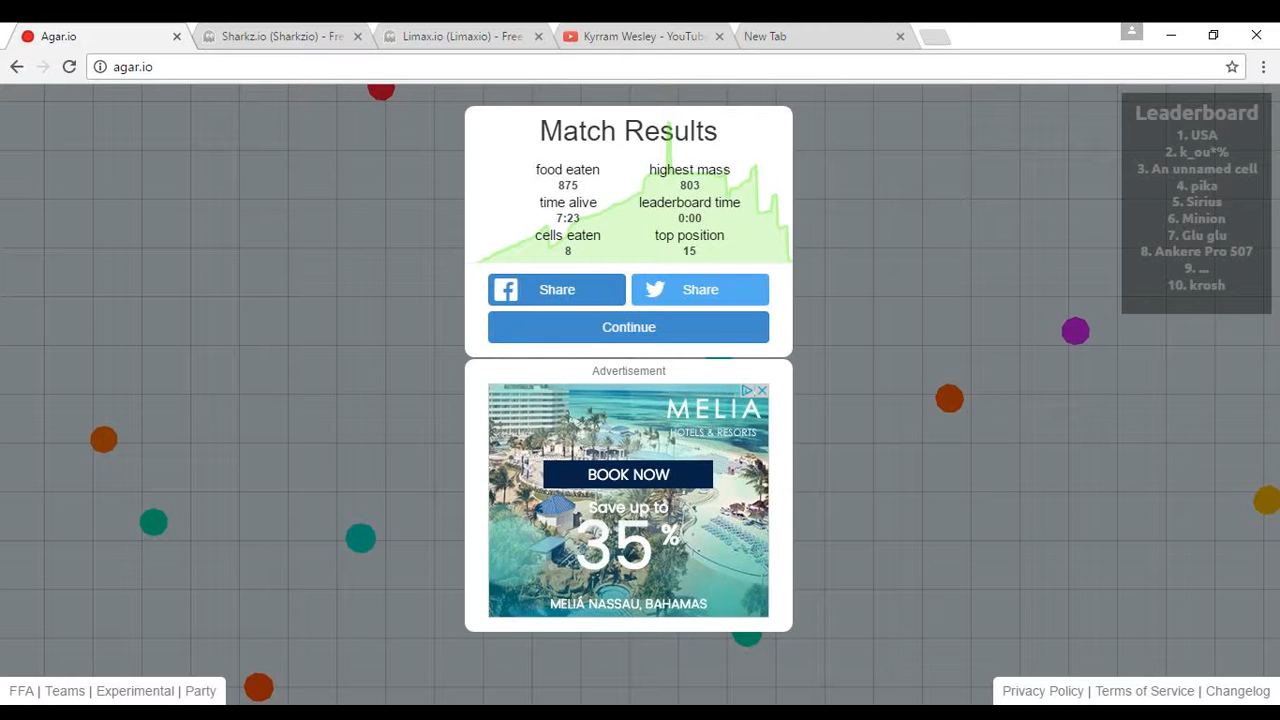 Agar.io
Sharkz.io (Sharkzio) - Fre
Limax.io (Limaxio) - Free
Kyrram Wesley - YouTube
New Tab
agar.io
Match Results
food eaten
875
highest mass
803
time alive
7:23
leaderboard time
0:00
cells eaten
8
top position
15
Share
Share
Continue
Advertisement
MELIÁ
HOTELS & RESORTS
BOOK NOW
Save up to
35%
MELIÁ NASSAU, BAHAMAS
Leaderboard
1. USA
2. k_ou*%
3. An unnamed cell
4. pika
5. Sirius
6. Minion
7. Glu glu
8. Ankere Pro 507
9. ...
10. krosh
FFA | Teams | Experimental | Party
Privacy Policy | Terms of Service | Changelog